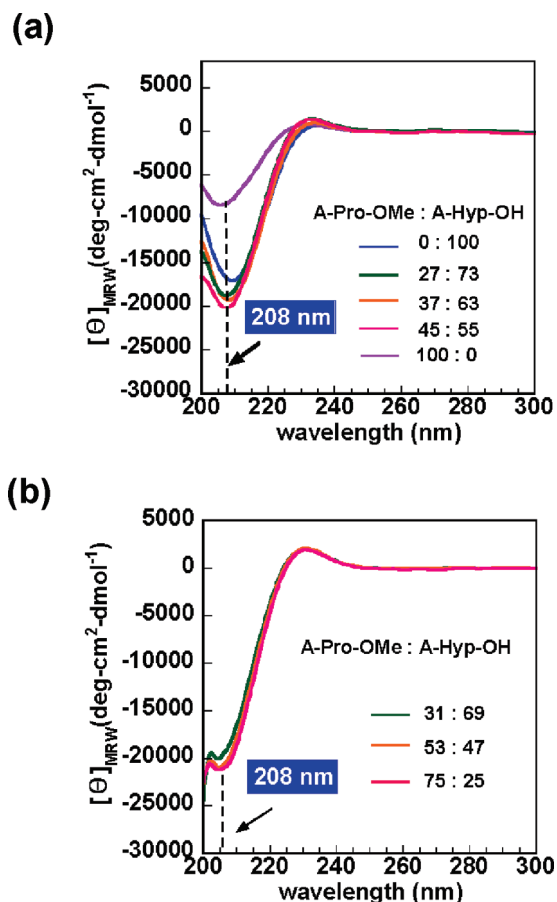 (a)
[Θ]MRW(deg-cm²-dmol⁻¹)
5000
0
-5000
-10000
-15000
-20000
-25000
-30000
A-Pro-OMe : A-Hyp-OH
0 : 100
27 : 73
37 : 63
45 : 55
100 : 0
208 nm
200 220 240 260 280 300
wavelength (nm)
(b)
[Θ]MRW(deg-cm²-dmol⁻¹)
5000
0
-5000
-10000
-15000
-20000
-25000
-30000
A-Pro-OMe : A-Hyp-OH
31 : 69
53 : 47
75 : 25
208 nm
200 220 240 260 280 300
wavelength (nm)